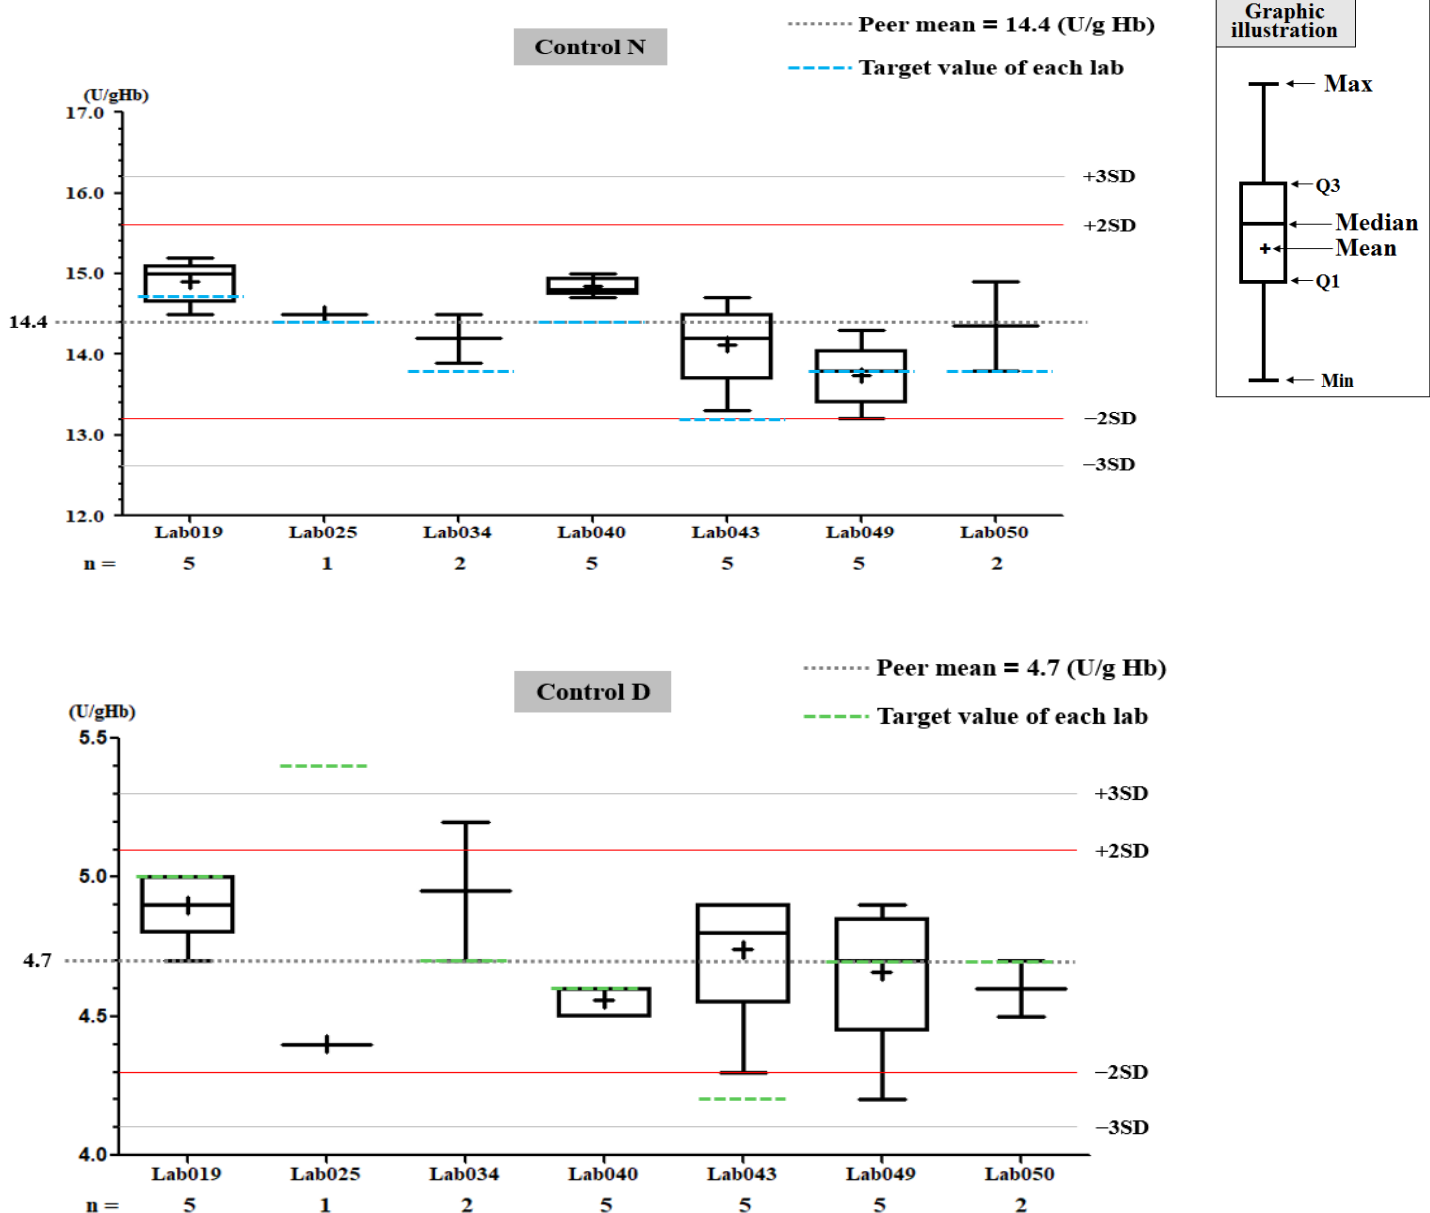 Control N
Peer mean = 14.4 (U/g Hb)
Target value of each lab
(U/gHb)
17.0
16.0
15.0
14.4
14.0
13.0
12.0
+3SD
+2SD
−2SD
−3SD
Lab019 Lab025 Lab034 Lab040 Lab043 Lab049 Lab050
n = 5 1 2 5 5 5 2
Graphic
illustration
Max
Q3
Median
Mean
Q1
Min
Control D
Peer mean = 4.7 (U/g Hb)
Target value of each lab
(U/gHb)
5.5
5.0
4.7
4.5
4.0
+3SD
+2SD
−2SD
−3SD
Lab019 Lab025 Lab034 Lab040 Lab043 Lab049 Lab050
n = 5 1 2 5 5 5 2